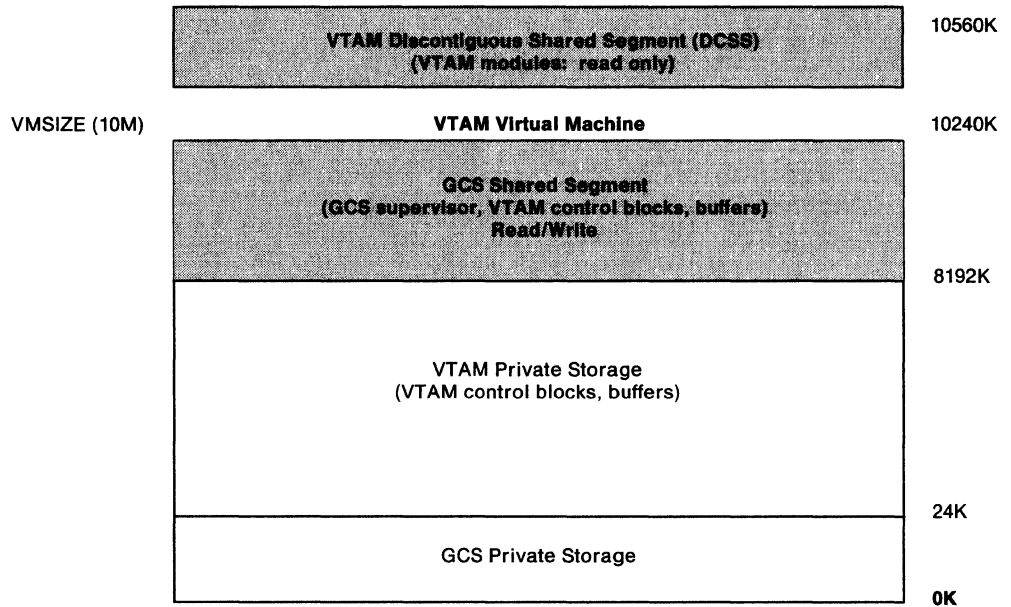 10560K
VTAM Discontiguous Shared Segment (DCSS)
(VTAM modules: read only)
VMSIZE (10M) VTAM Virtual Machine 10240K
GCS Shared Segment
(GCS supervisor, VTAM control blocks, buffers)
Read/Write
8192K
VTAM Private Storage
(VTAM control blocks, buffers)
24K
GCS Private Storage
0K